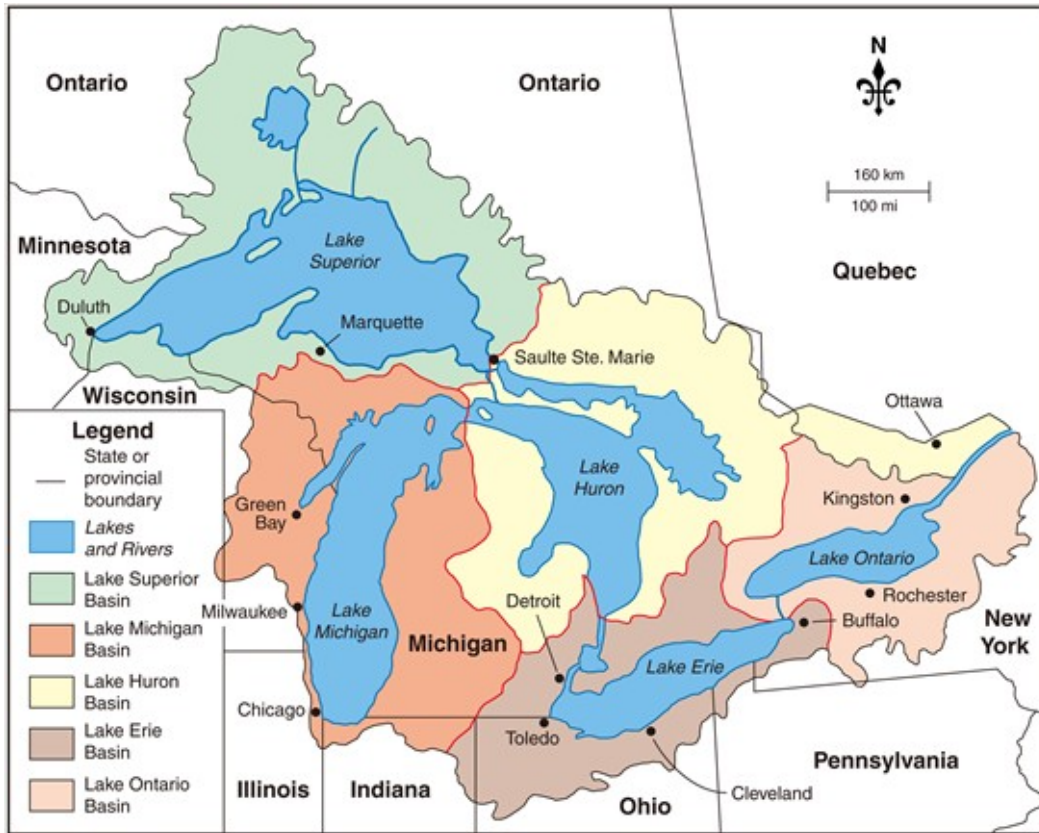 Ontario
Ontario
N
160 km
100 mi
Minnesota
Lake
Superior
Quebec
Duluth
Marquette
Saulte Ste. Marie
Wisconsin
Ottawa
Legend
State or
provincial
boundary
Lakes
and Rivers
Lake Superior
Basin
Lake Michigan
Basin
Lake Huron
Basin
Lake Erie
Basin
Lake Ontario
Basin
Green
Bay
Lake
Huron
Kingston
Lake Ontario
Milwaukee
Lake
Michigan
Detroit
Rochester
Michigan
Buffalo
New
York
Lake Erie
Chicago
Toledo
Pennsylvania
Illinois
Indiana
Ohio
Cleveland